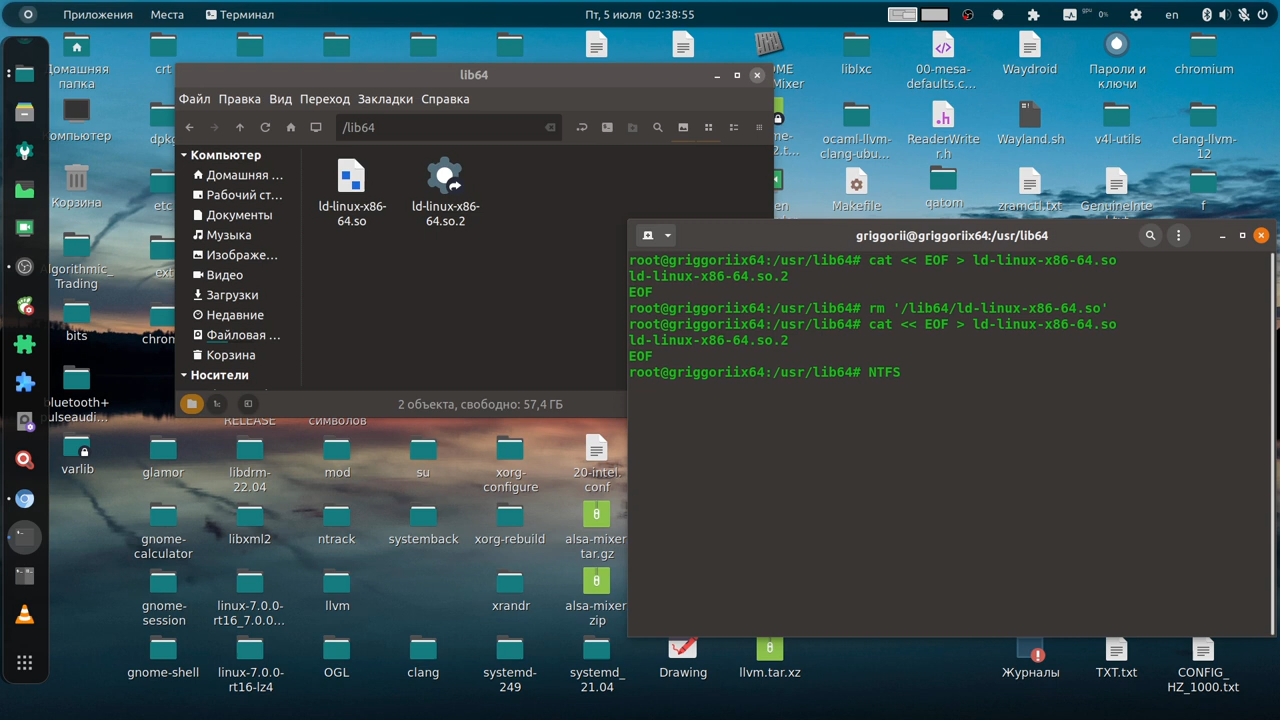 Приложения Места Терминал Пт, 5 июля 02:38:55 gpu 0% en
Домашняя папка
crt
00-mesa-defaults.c...
liblxc
Waydroid
Пароли и ключи
chromium
Компьютер
ocaml-llvm-clang-ubu...
ReaderWriter.h
Wayland.sh
v4l-utils
clang-llvm-12
Корзина
etc
Makefile
qatom
zramctl.txt
f
Algorithmic_Trading
bits
bluetooth+pulseaudi...
varlib
lib64
Файл Правка Вид Переход Закладки Справка
/lib64
Компьютер
Домашняя ...
Рабочий ст...
Документы
Музыка
Изображе...
Видео
Загрузки
Недавние
Файловая ...
Корзина
Носители
ld-linux-x86-64.so
ld-linux-x86-64.so.2
2 объекта, свободно: 57,4 ГБ
griggorii@griggoriix64:/usr/lib64
root@griggoriix64:/usr/lib64# cat << EOF > ld-linux-x86-64.so
ld-linux-x86-64.so.2
EOF
root@griggoriix64:/usr/lib64# rm '/lib64/ld-linux-x86-64.so'
root@griggoriix64:/usr/lib64# cat << EOF > ld-linux-x86-64.so
ld-linux-x86-64.so.2
EOF
root@griggoriix64:/usr/lib64# NTFS
RELEASE символов
glamor
libdrm-22.04
mod
su
xorg-configure
20-intel.conf
gnome-calculator
libxml2
ntrack
systemback
xorg-rebuild
alsa-mixer.tar.gz
gnome-session
linux-7.0.0-rt16_7.0.0...
llvm
xrandr
alsa-mixer.zip
gnome-shell
linux-7.0.0-rt16-lz4
OGL
clang
systemd-249
systemd_21.04
Drawing
llvm.tar.xz
Журналы
TXT.txt
CONFIG_HZ_1000.txt